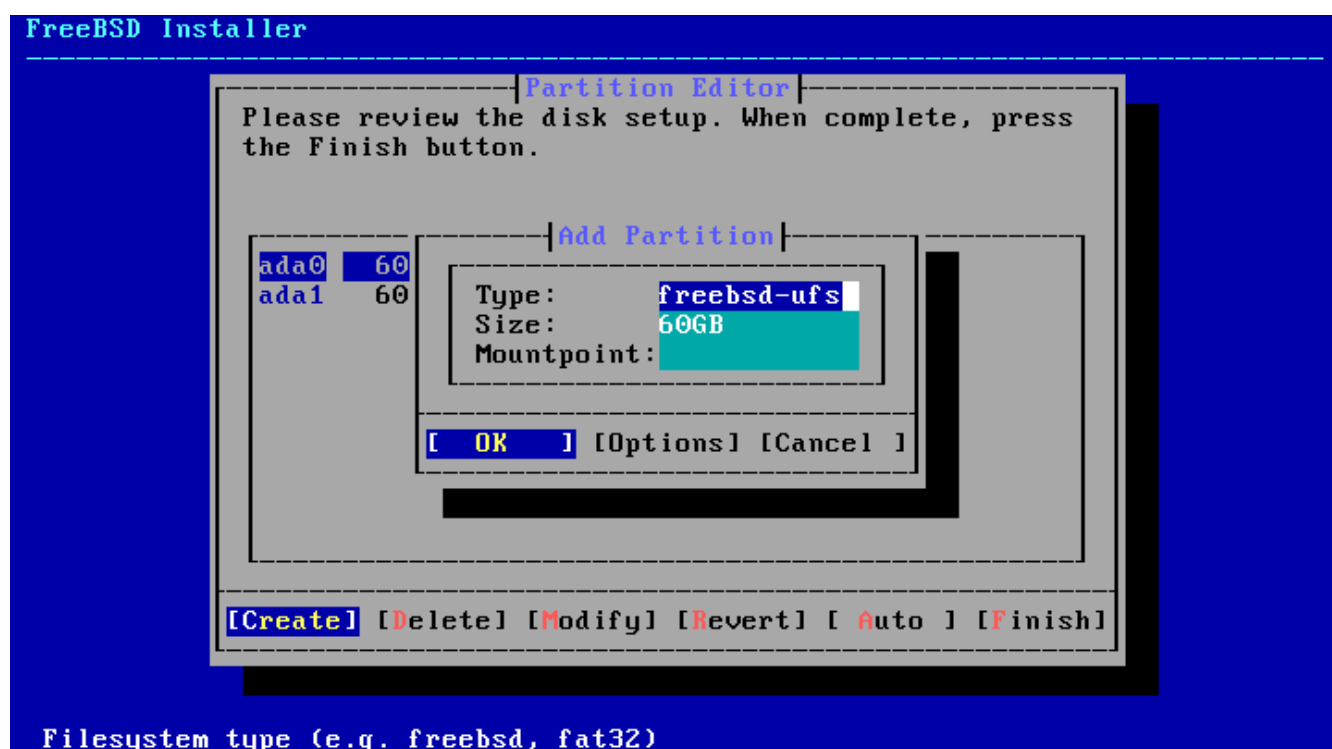 FreeBSD Installer
Partition Editor
Please review the disk setup. When complete, press
the Finish button.
Add Partition
ada0 60
ada1 60
Type: freebsd-ufs
Size: 60GB
Mountpoint:
[ OK ] [Options] [Cancel ]
[Create] [Delete] [Modify] [Revert] [ Auto ] [Finish]
Filesystem type (e.g. freebsd, fat32)